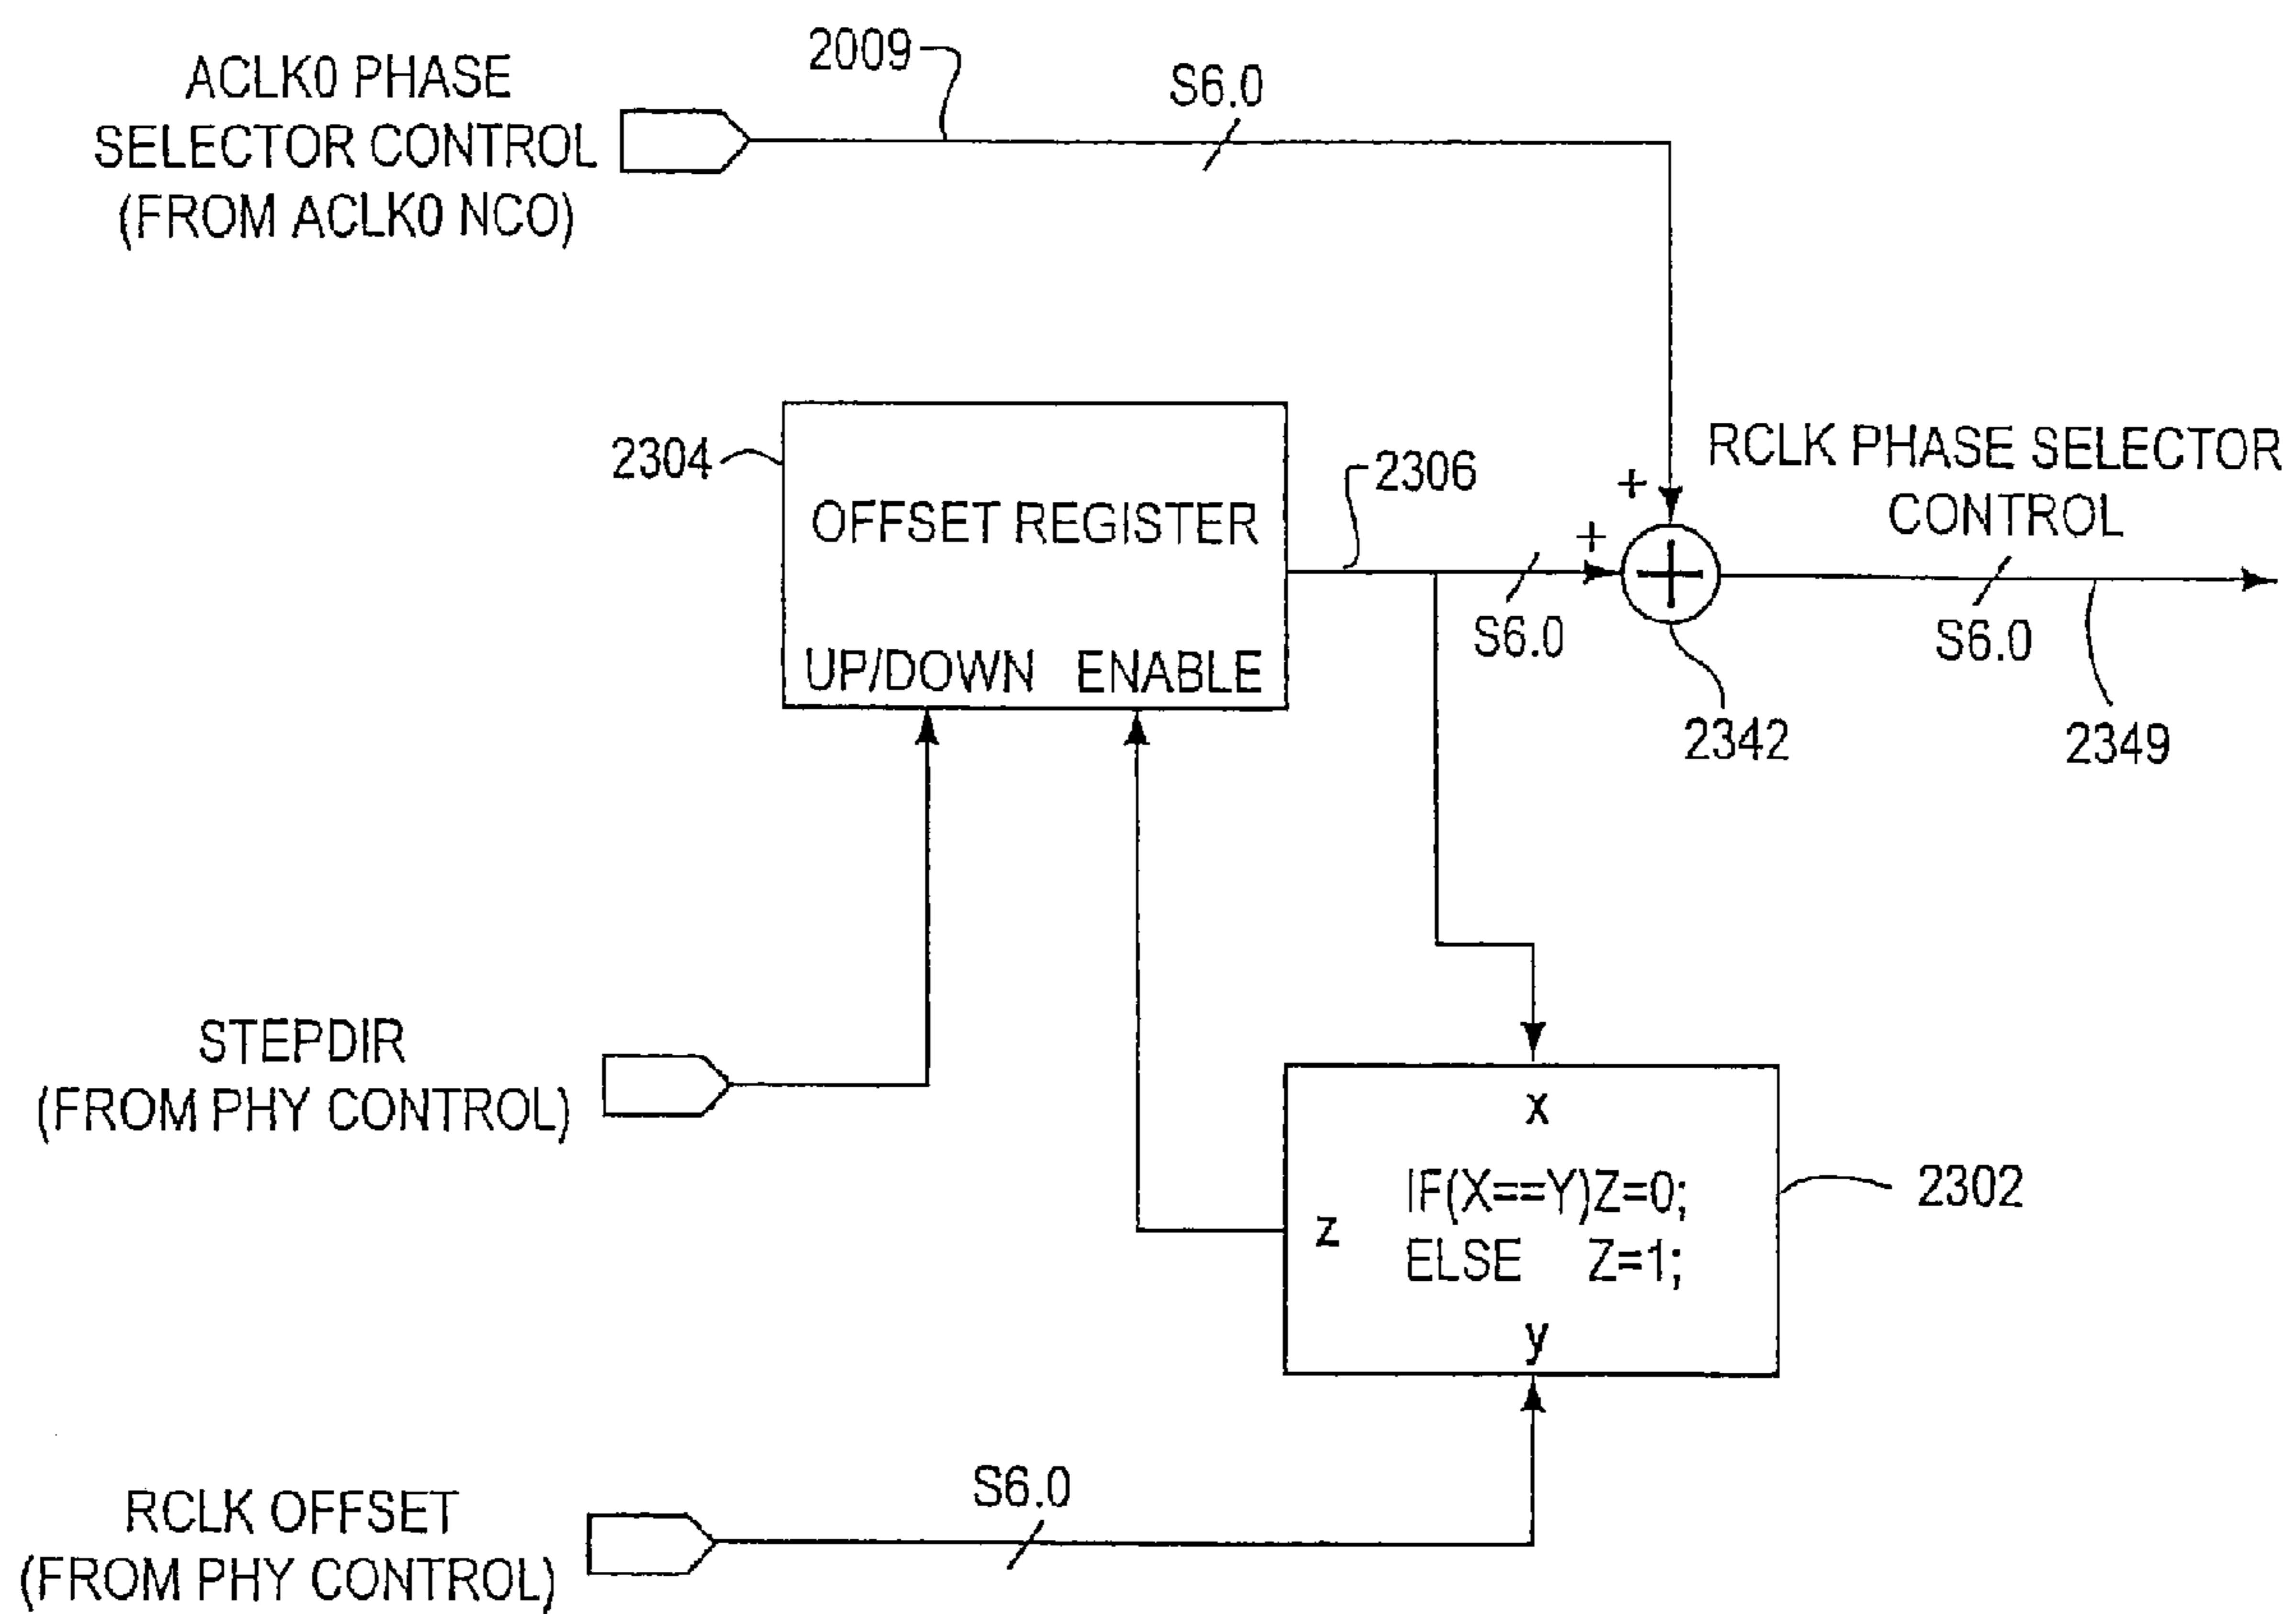 ACLK0 PHASE
SELECTOR CONTROL
(FROM ACLK0 NCO)
2009
S6.0
2304
OFFSET REGISTER
UP/DOWN ENABLE
2306
+
+
S6.0
2342
RCLK PHASE SELECTOR
CONTROL
S6.0
2349
STEPDIR
(FROM PHY CONTROL)
x
IF(X==Y)Z=0;
z
ELSE Z=1;
y
2302
RCLK OFFSET
(FROM PHY CONTROL)
S6.0